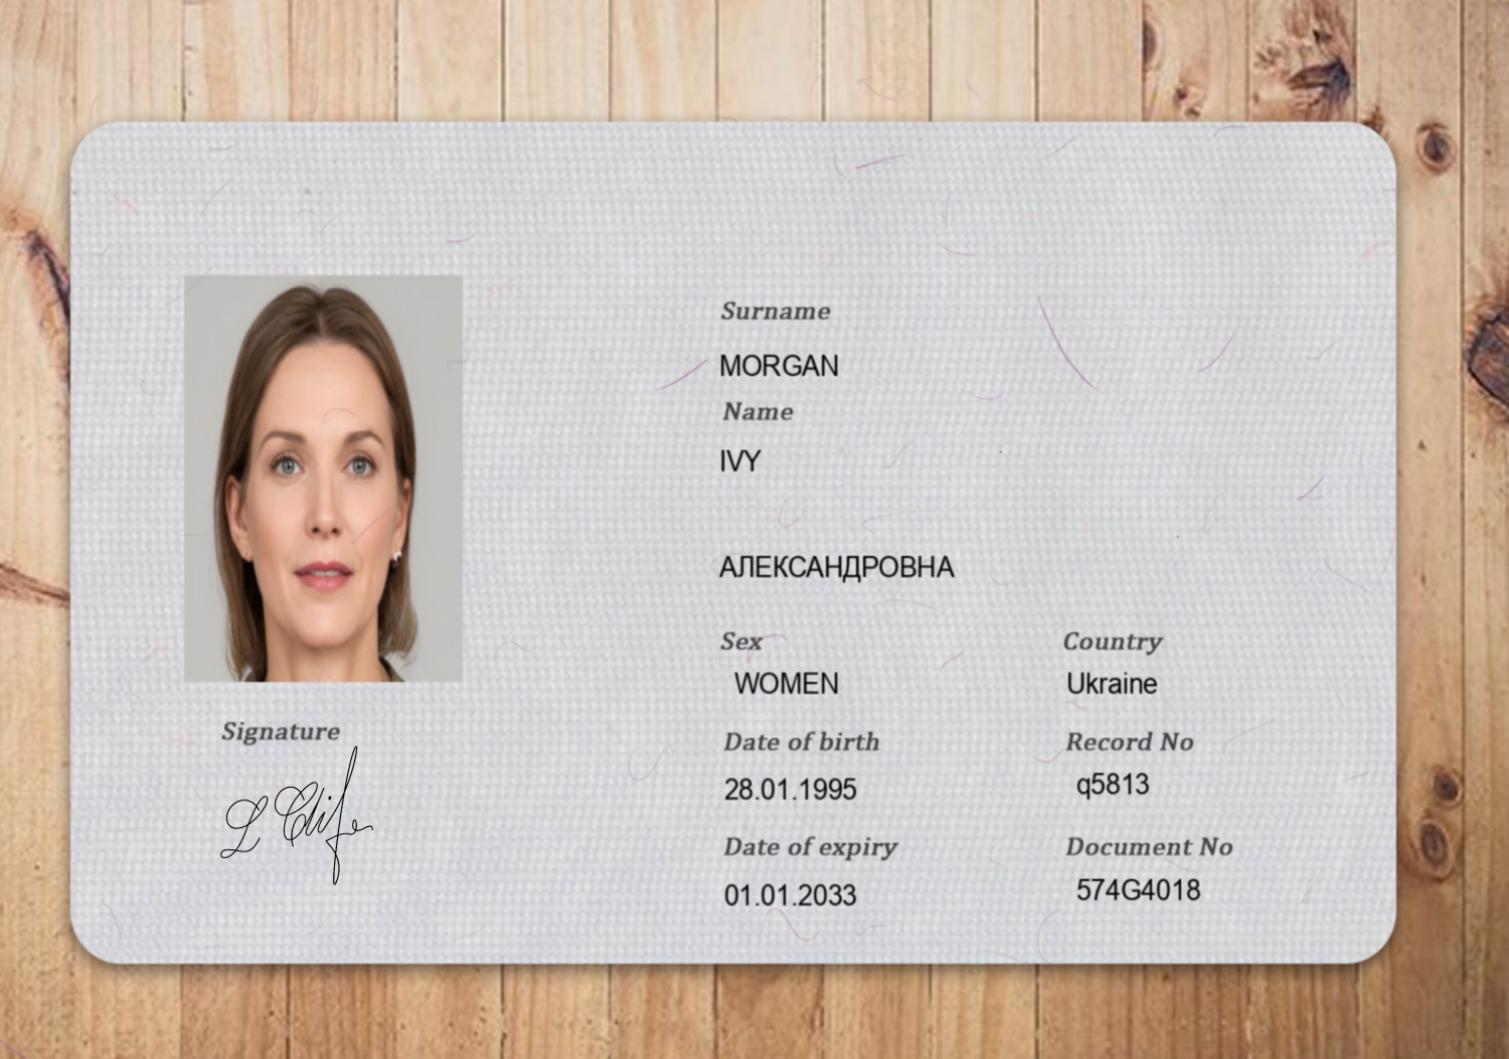 Surname
MORGAN
Name
IVY
АЛЕКСАНДРОВНА
Sex Country
WOMEN Ukraine
Date of birth Record No
28.01.1995 q5813
Date of expiry Document No
01.01.2033 574G4018
Signature